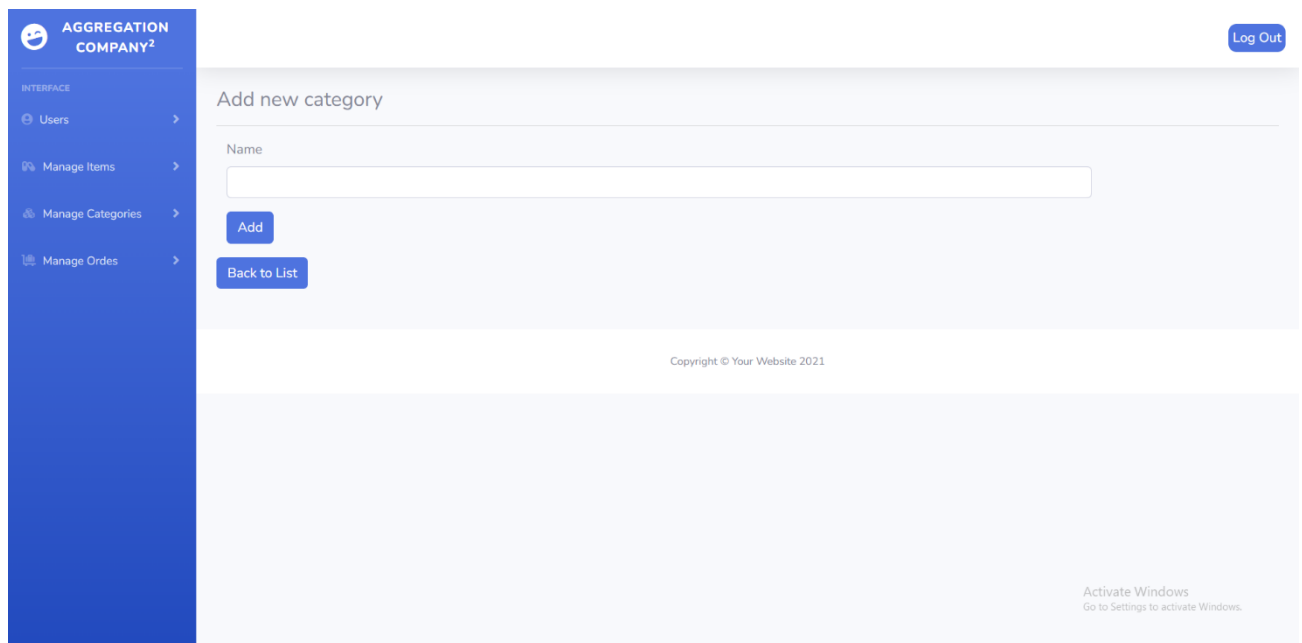 AGGREGATION
COMPANY²
Log Out
INTERFACE
Users
Manage Items
Manage Categories
Manage Ordes
Add new category
Name
Add
Back to List
Copyright © Your Website 2021
Activate Windows
Go to Settings to activate Windows.